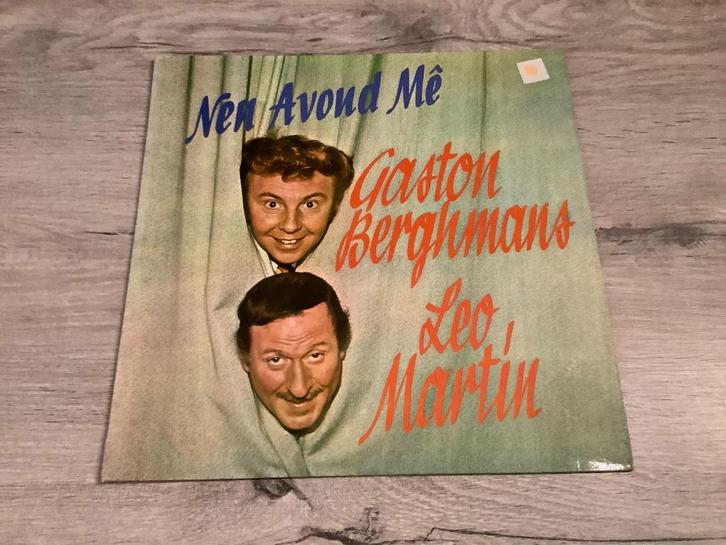 Nen Avond Mê
Gaston
Berghmans
Leo
Martin